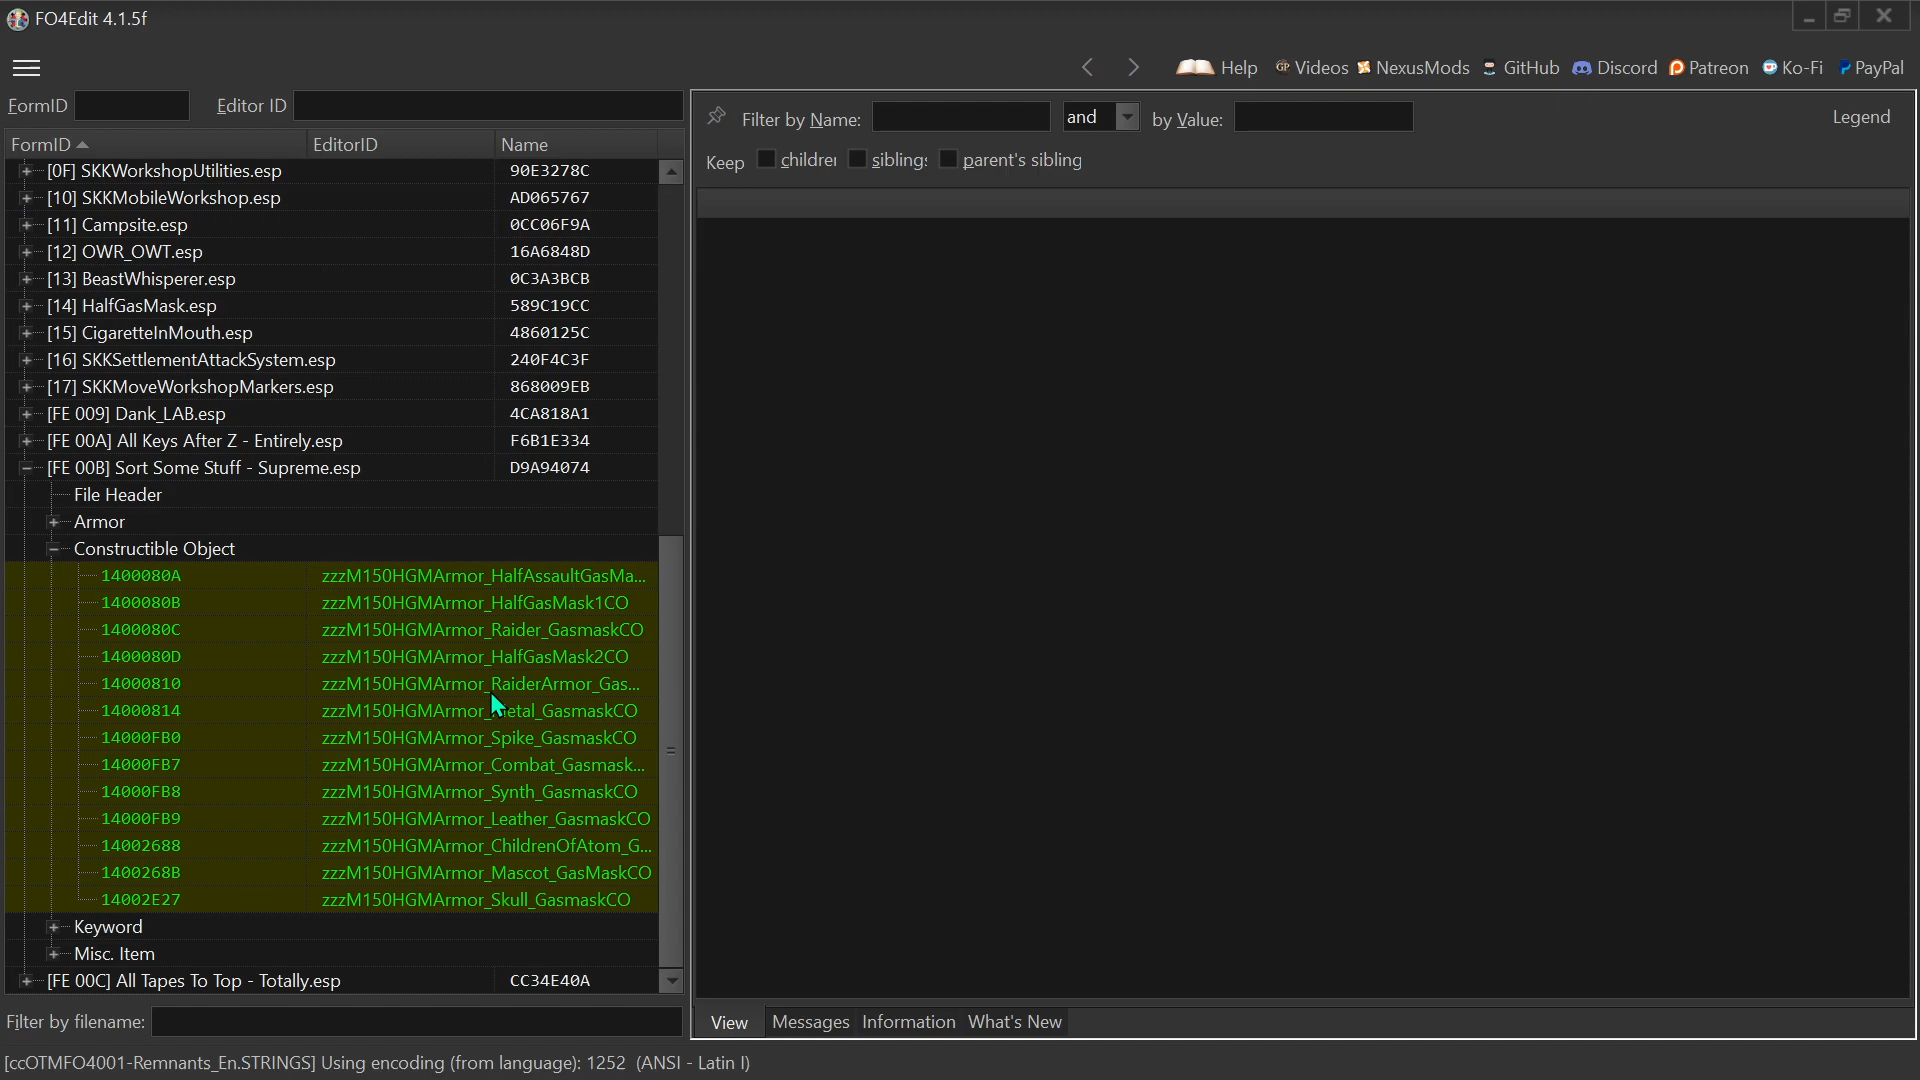 FO4Edit 4.1.5f
Help Videos NexusMods GitHub Discord Patreon Ko-Fi PayPal
FormID Editor ID
FormID EditorID Name
[0F] SKKWorkshopUtilities.esp 90E3278C
[10] SKKMobileWorkshop.esp AD065767
[11] Campsite.esp 0CC06F9A
[12] OWR_OWT.esp 16A6848D
[13] BeastWhisperer.esp 0C3A3BCB
[14] HalfGasMask.esp 589C19CC
[15] CigaretteInMouth.esp 4860125C
[16] SKKSettlementAttackSystem.esp 240F4C3F
[17] SKKMoveWorkshopMarkers.esp 868009EB
[FE 009] Dank_LAB.esp 4CA818A1
[FE 00A] All Keys After Z - Entirely.esp F6B1E334
[FE 00B] Sort Some Stuff - Supreme.esp D9A94074
File Header
Armor
Constructible Object
1400080A zzzM150HGMArmor_HalfAssaultGasMa...
1400080B zzzM150HGMArmor_HalfGasMask1CO
1400080C zzzM150HGMArmor_Raider_GasmaskCO
1400080D zzzM150HGMArmor_HalfGasMask2CO
14000810 zzzM150HGMArmor_RaiderArmor_Gas...
14000814 zzzM150HGMArmor_Metal_GasmaskCO
14000FB0 zzzM150HGMArmor_Spike_GasmaskCO
14000FB7 zzzM150HGMArmor_Combat_Gasmask...
14000FB8 zzzM150HGMArmor_Synth_GasmaskCO
14000FB9 zzzM150HGMArmor_Leather_GasmaskCO
14002688 zzzM150HGMArmor_ChildrenOfAtom_G...
1400268B zzzM150HGMArmor_Mascot_GasMaskCO
14002E27 zzzM150HGMArmor_Skull_GasmaskCO
Keyword
Misc. Item
[FE 00C] All Tapes To Top - Totally.esp CC34E40A
Filter by filename:
[ccOTMFO4001-Remnants_En.STRINGS] Using encoding (from language): 1252 (ANSI - Latin I)
Filter by Name: and by Value: Legend
Keep children siblings parent's sibling
View Messages Information What's New